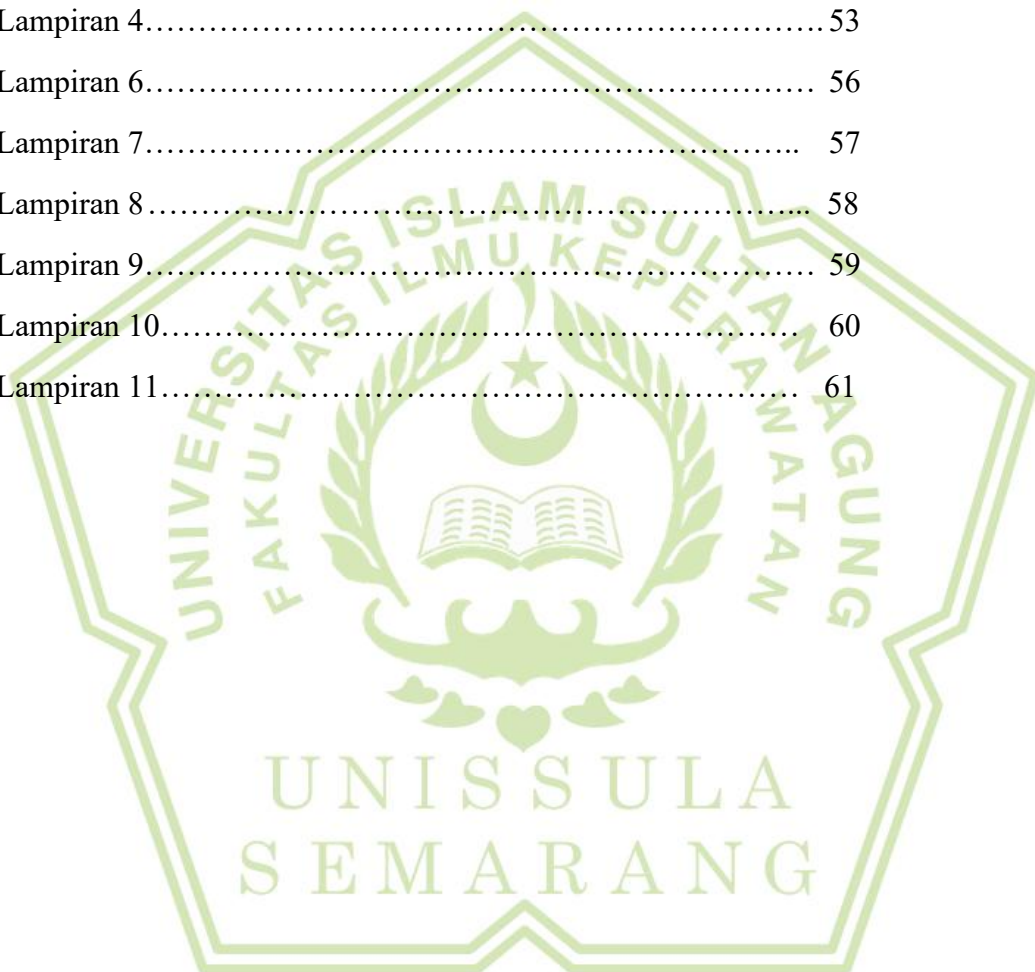 Lampiran 4…………………………………………………………. 53
Lampiran 6………………………………………………………… 56
Lampiran 7……………………………………………………….. 57
Lampiran 8………………………………………………………... 58
Lampiran 9………………………………………………………… 59
Lampiran 10……………………………………………………… 60
Lampiran 11……………………………………………………… 61
UNIVERSITAS ISLAM SULTAN AGUNG
FAKULTAS ILMU KEPERAWATAN
UNISSULA
SEMARANG